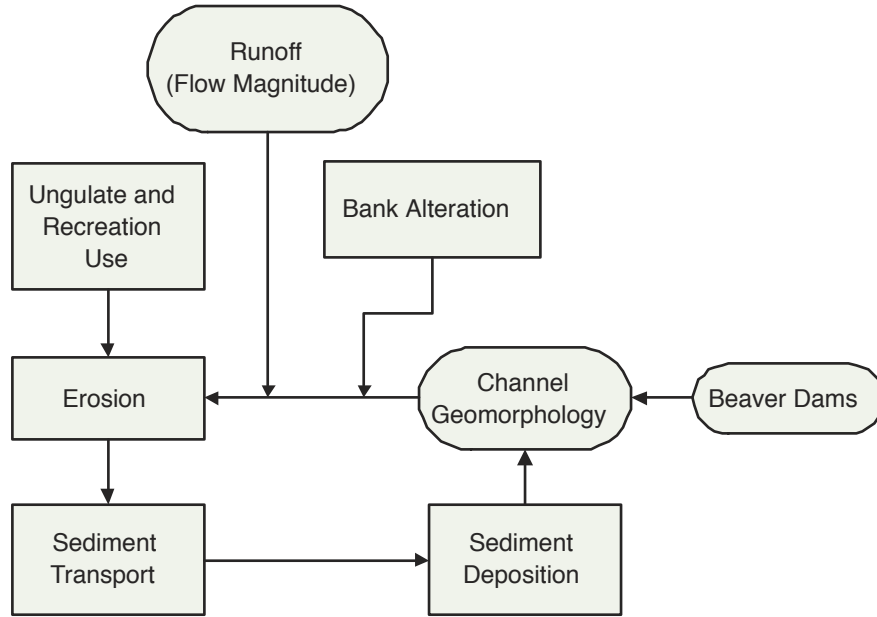 Runoff
(Flow Magnitude)
Ungulate and
Recreation
Use
Bank Alteration
Erosion
Channel
Geomorphology
Beaver Dams
Sediment
Transport
Sediment
Deposition